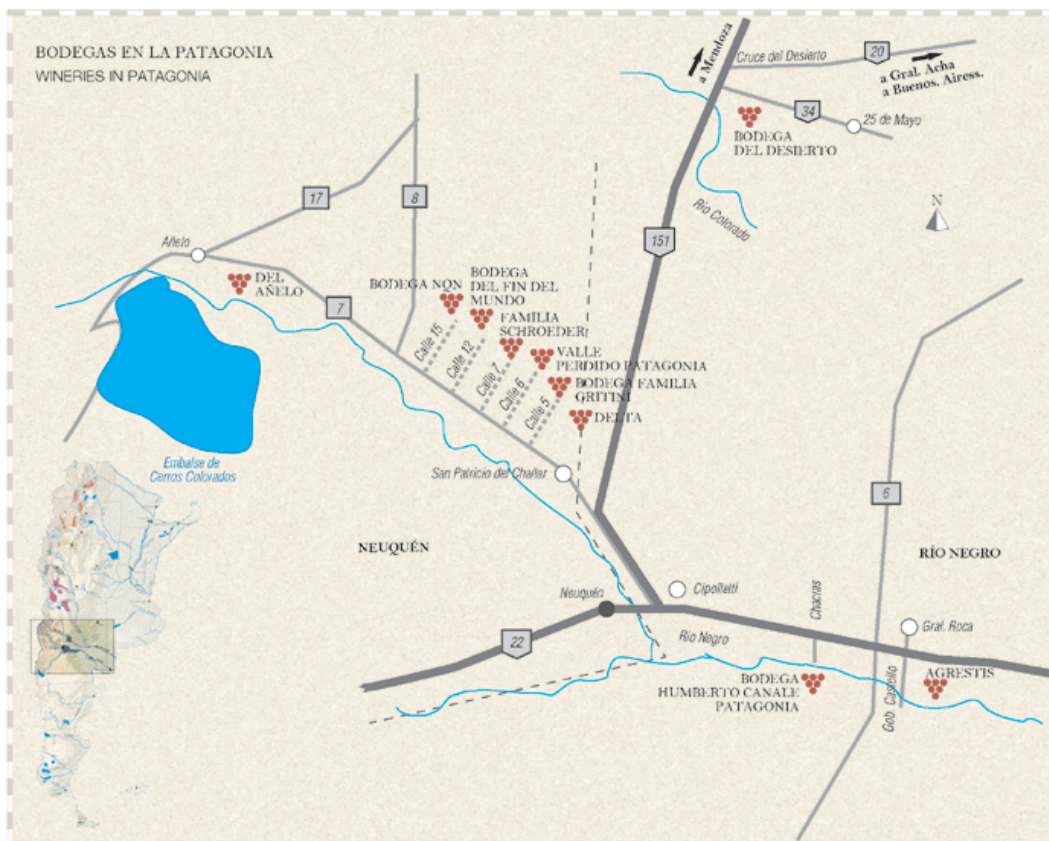 BODEGAS EN LA PATAGONIA
WINERIES IN PATAGONIA
a Mendoza
Cruce del Desierto
20
a Gral. Acha
a Buenos. Airess.
34
25 de Mayo
BODEGA
DEL DESIERTO
Río Colorado
N
17
8
151
Añelo
DEL
AÑELO
7
BODEGA NQN
BODEGA
DEL FIN DEL
MUNDO
FAMILIA
SCHROEDER
VALLE
PERDIDO PATAGONIA
BODEGA FAMILIA
GRITINI
DELTA
Calle 15
Calle 12
Calle 7
Calle 6
Calle 5
Embalse de
Cerros Colorados
San Patricio del Chañar
6
NEUQUÉN
RÍO NEGRO
Neuquén
Cipolletti
Chacras
Gral. Roca
22
Río Negro
BODEGA
HUMBERTO CANALE
PATAGONIA
Gob. Castello
AGRESTIS